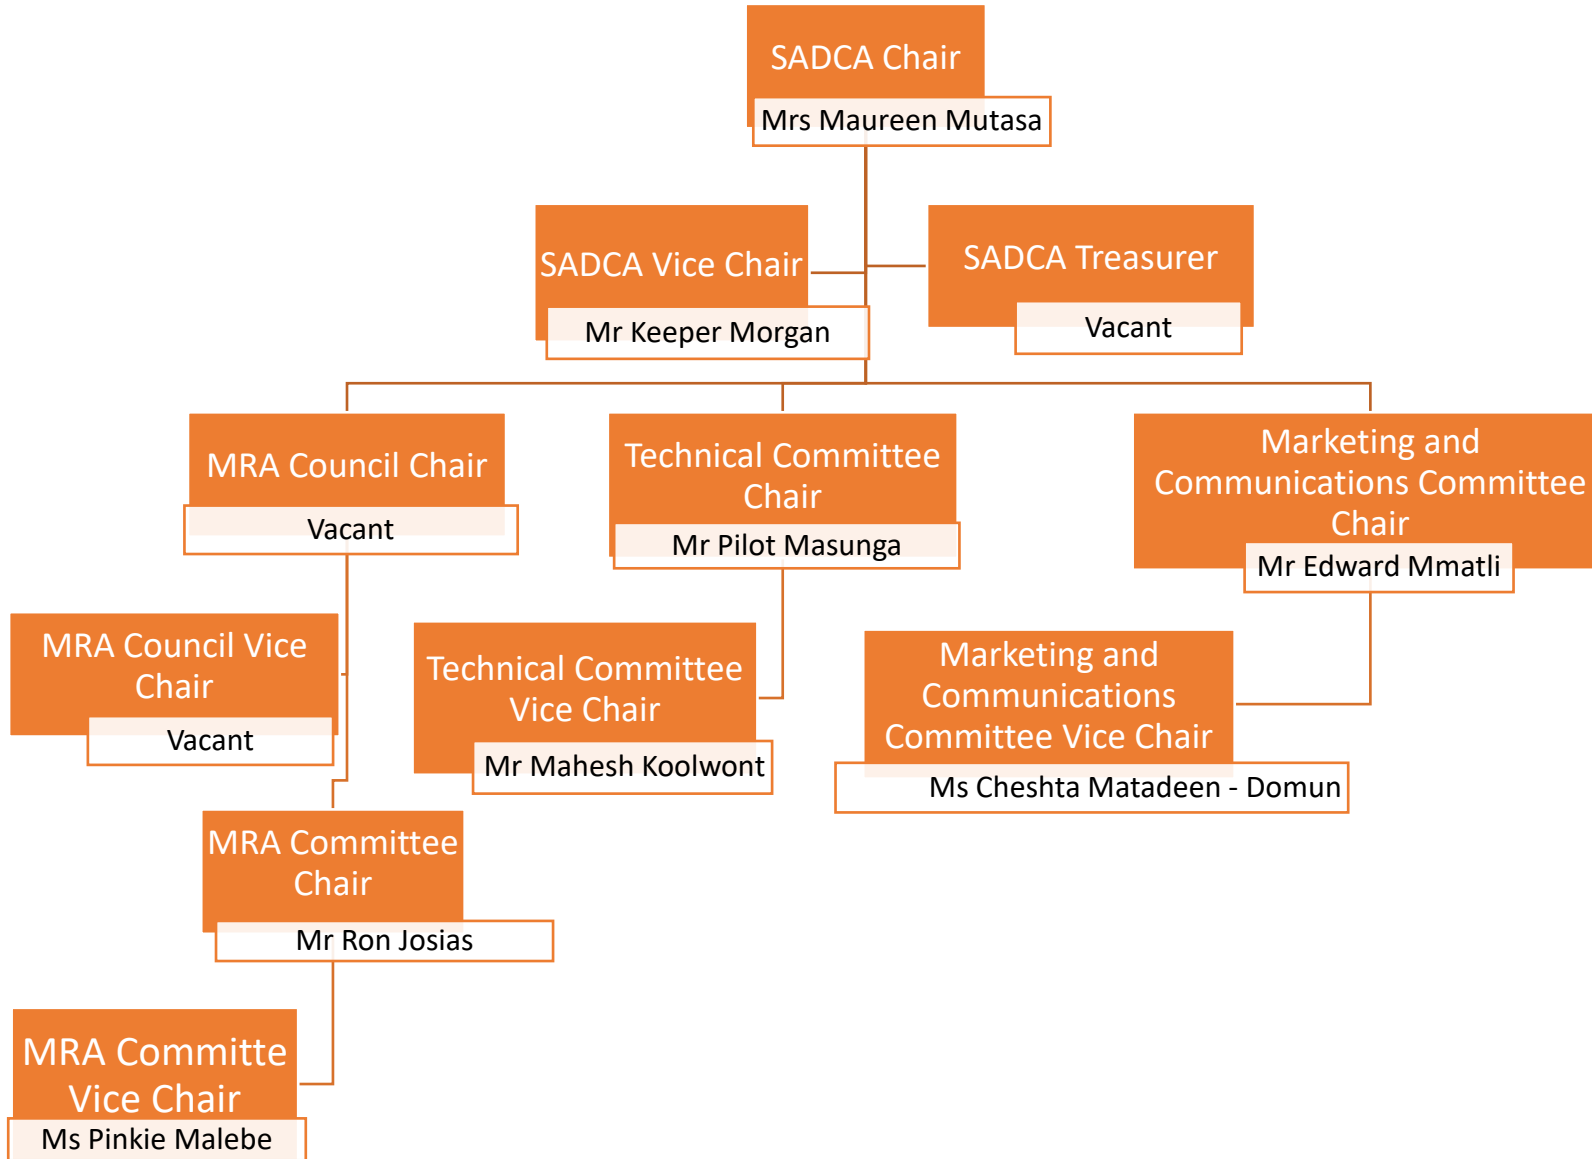 SADCA Chair
Mrs Maureen Mutasa
SADCA Vice Chair
Mr Keeper Morgan
SADCA Treasurer
Vacant
MRA Council Chair
Vacant
Technical Committee
Chair
Mr Pilot Masunga
Marketing and
Communications Committee
Chair
Mr Edward Mmatli
MRA Council Vice
Chair
Vacant
Technical Committee
Vice Chair
Mr Mahesh Koolwont
Marketing and
Communications
Committee Vice Chair
Ms Cheshta Matadeen - Domun
MRA Committee
Chair
Mr Ron Josias
MRA Committe
Vice Chair
Ms Pinkie Malebe